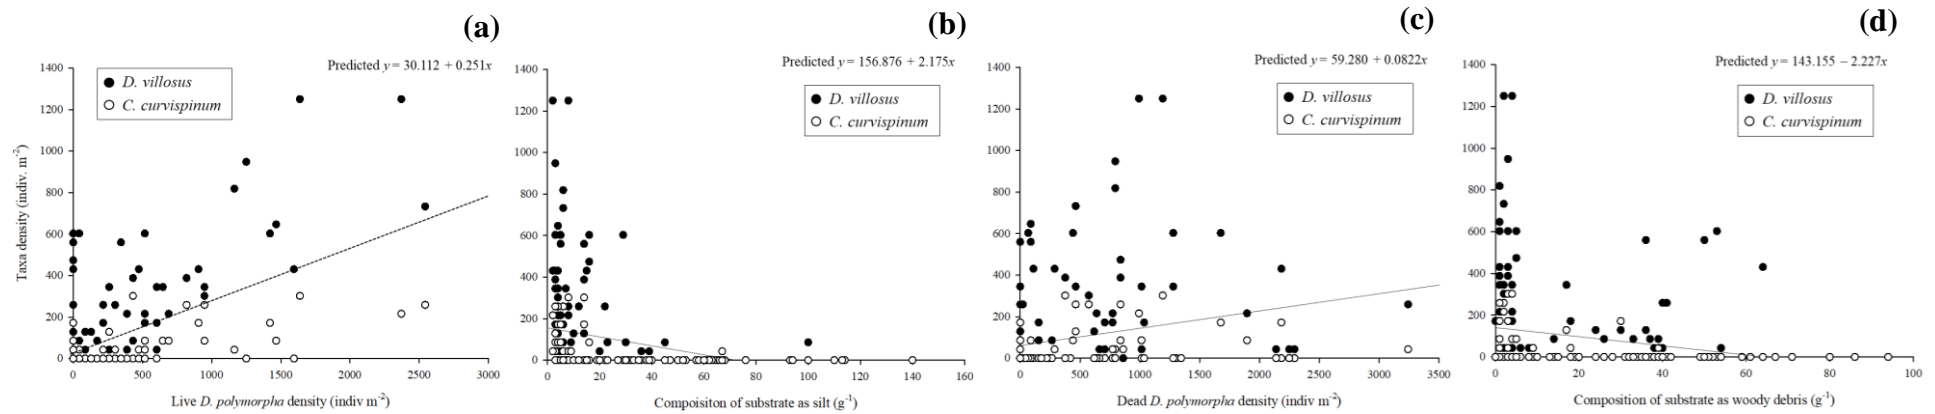 (a)
Predicted y = 30.112 + 0.251x
D. villosus
C. curvispinum
Taxa density (indiv. m-2)
1400
1200
1000
800
600
400
200
0
0 500 1000 1500 2000 2500 3000
Live D. polymorpha density (indiv m-2)
(b)
Predicted y = 156.876 + 2.175x
D. villosus
C. curvispinum
1400
1200
1000
800
600
400
200
0
0 20 40 60 80 100 120 140 160
Compoisiton of substrate as silt (g-1)
(c)
Predicted y = 59.280 + 0.0822x
D. villosus
C. curvispinum
1400
1200
1000
800
600
400
200
0
0 500 1000 1500 2000 2500 3000 3500
Dead D. polymorpha density (indiv m-2)
(d)
Predicted y = 143.155 − 2.227x
D. villosus
C. curvispinum
1400
1200
1000
800
600
400
200
0
0 20 40 60 80 100
Composition of substrate as woody debris (g-1)